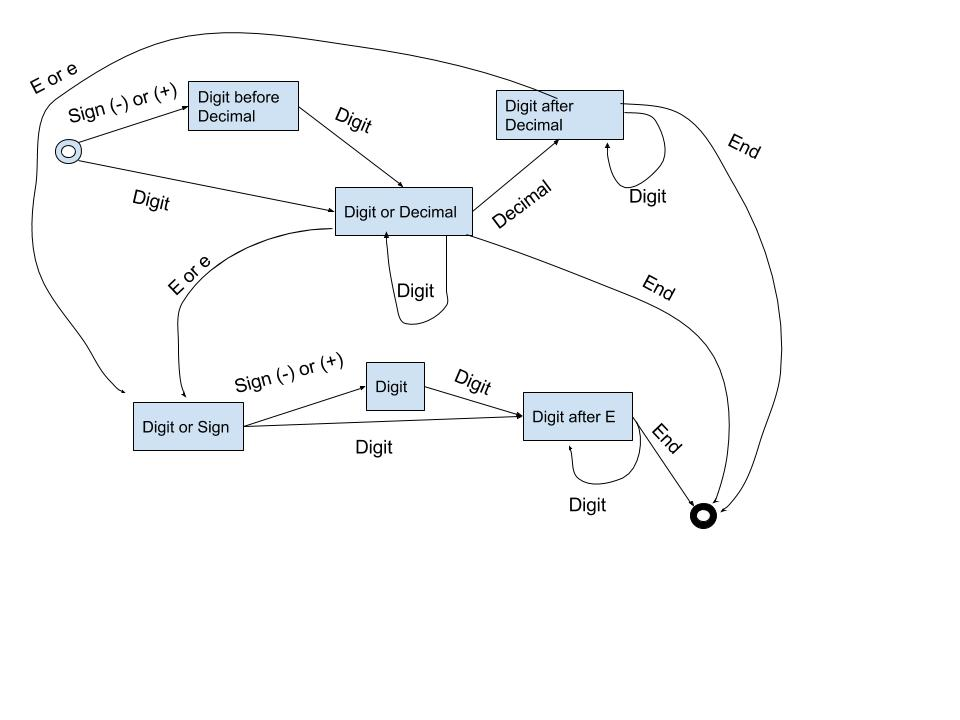 E or e
Sign (-) or (+)
Digit before
Decimal
Digit
Digit after
Decimal
End
Digit
Digit
Digit or Decimal
Decimal
E or e
Digit
End
Sign (-) or (+)
Digit
Digit
Digit or Sign
Digit
Digit after E
End
Digit